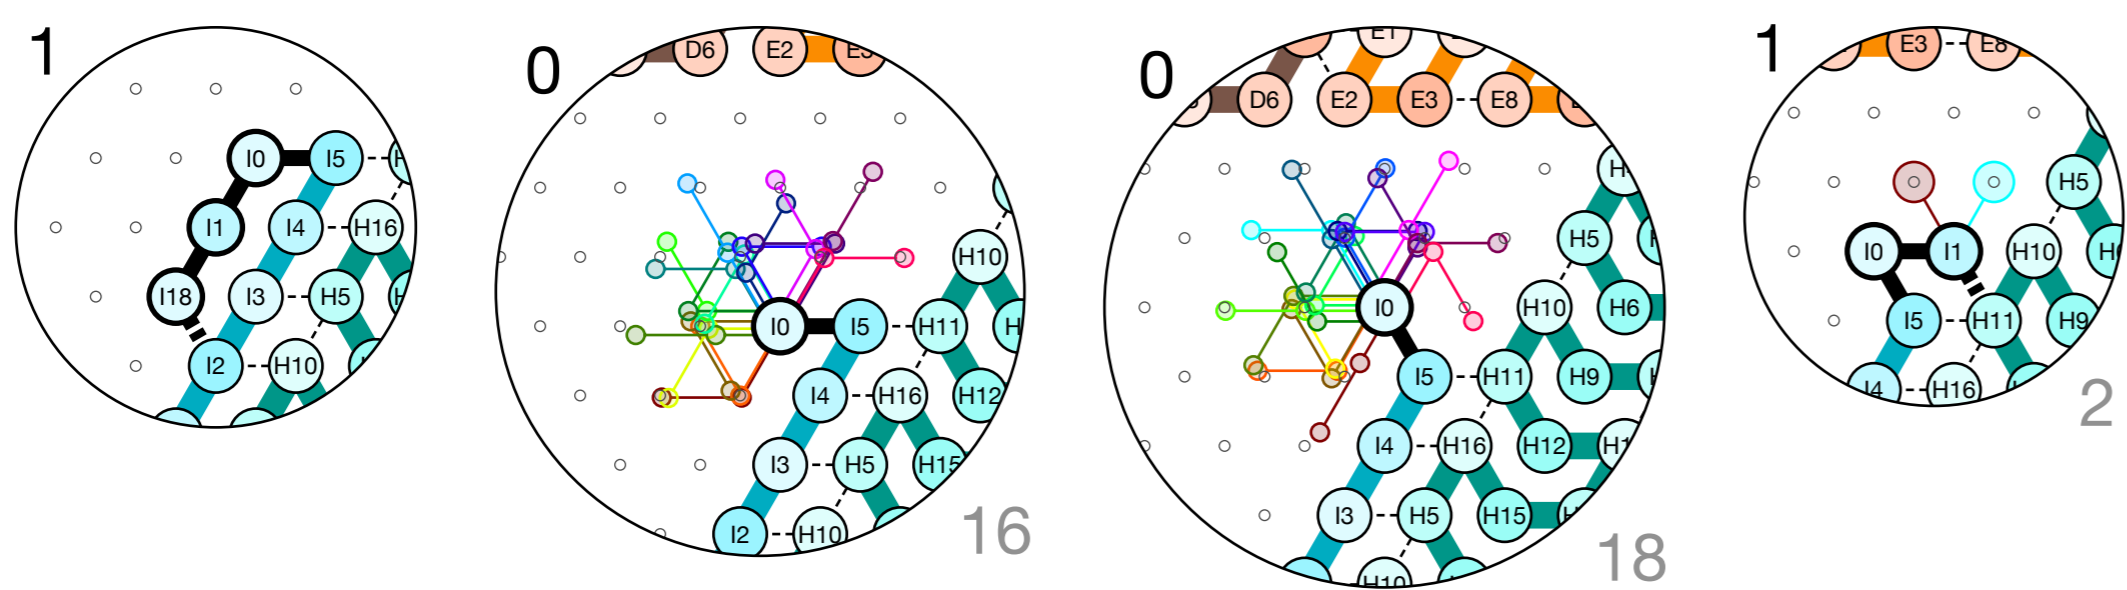 1
I0 I5
I1 I4 H16
I18 I3 H5
I2 H10
0
D6 E2 E3
H10
I0 I5 H11
I4 H16 H12
I3 H5 H15
I2 H10
16
0
E1
D6 E2 E3 E8
H5
I0 H10 H6
I5 H11 H9
I4 H16 H12
I3 H5 H15
H10
18
1
E3 E8
H5
I0 I1 H10
I5 H11 H9
I4 H16
2